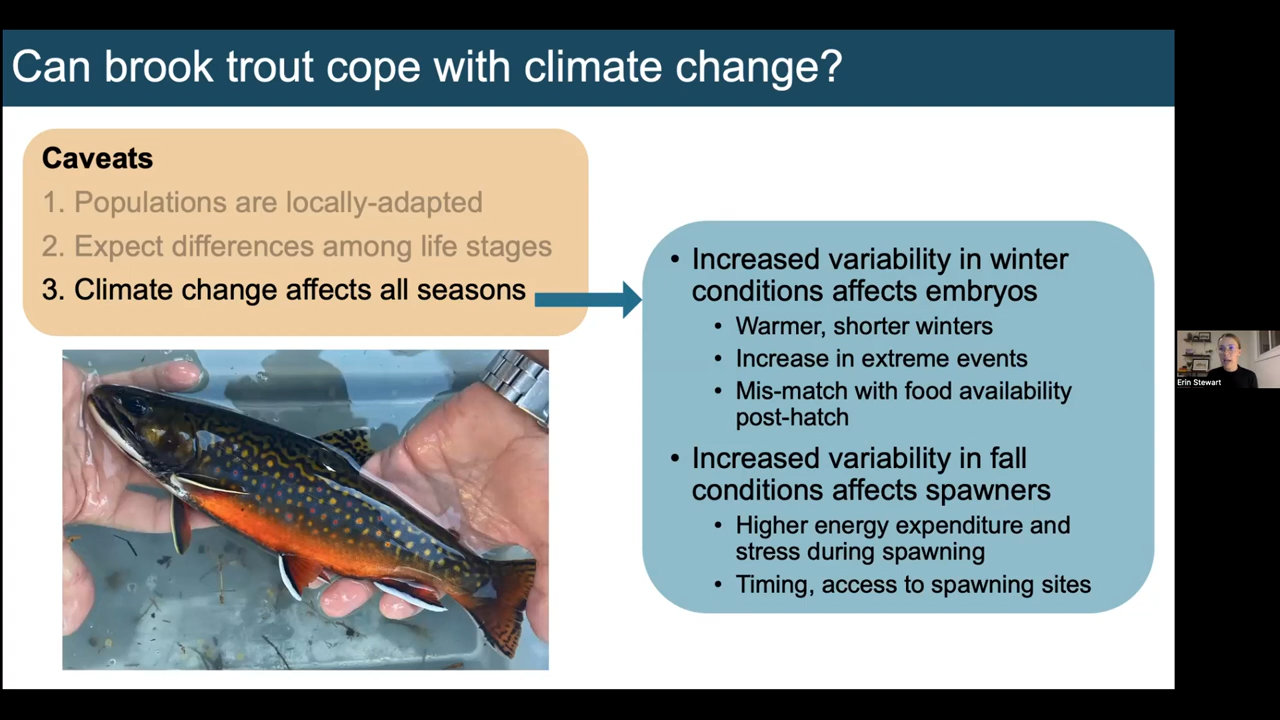 Can brook trout cope with climate change?
Caveats
1. Populations are locally-adapted
2. Expect differences among life stages
3. Climate change affects all seasons
• Increased variability in winter
conditions affects embryos
• Warmer, shorter winters
• Increase in extreme events
• Mis-match with food availability
post-hatch
• Increased variability in fall
conditions affects spawners
• Higher energy expenditure and
stress during spawning
• Timing, access to spawning sites
Erin Stewart